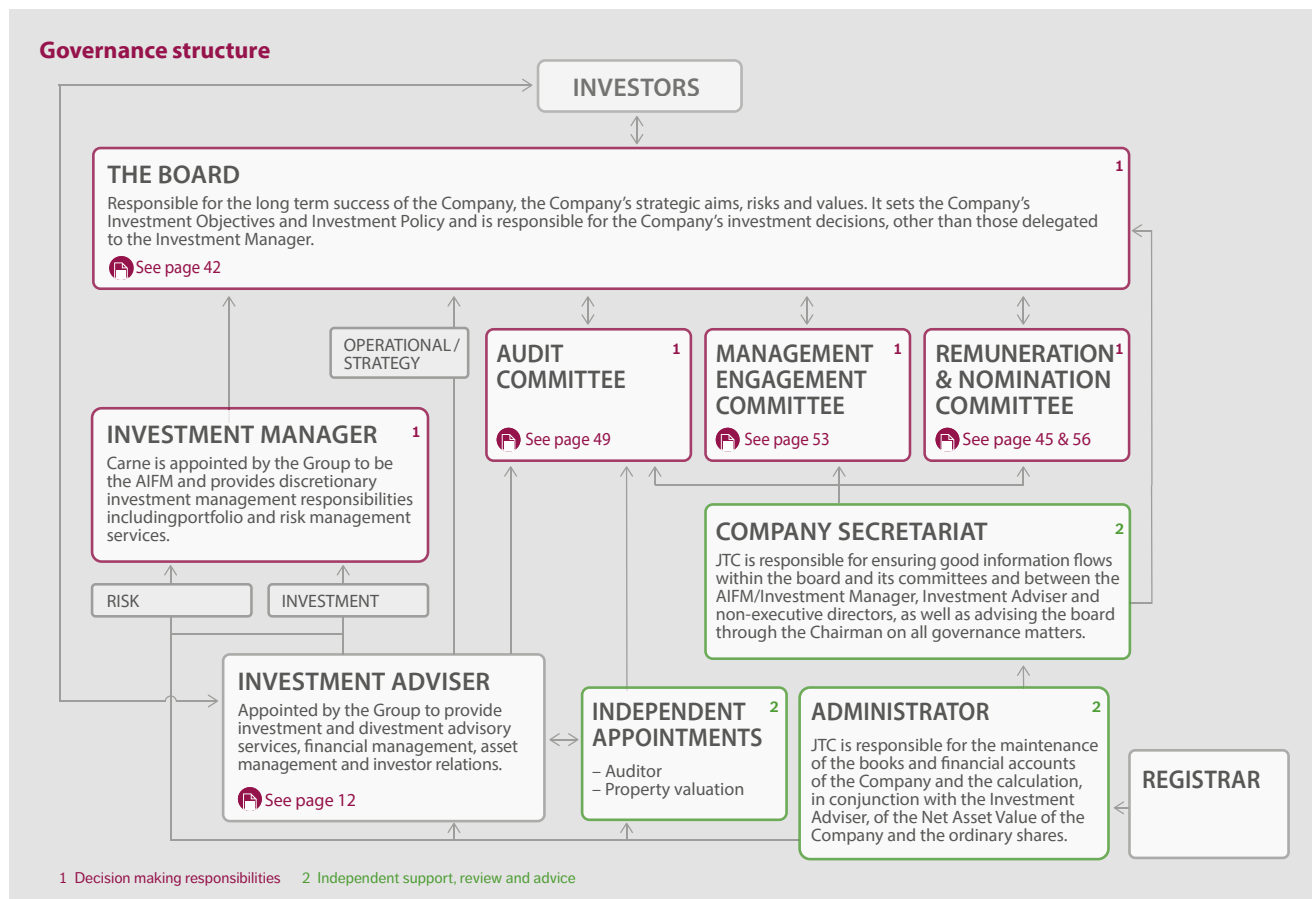 Governance structure
INVESTORS
THE BOARD
1
Responsible for the long term success of the Company, the Company’s strategic aims, risks and values. It sets the Company’s
Investment Objectives and Investment Policy and is responsible for the Company’s investment decisions, other than those delegated
to the Investment Manager.
See page 42
OPERATIONAL /
STRATEGY
AUDIT
COMMITTEE
1
See page 49
MANAGEMENT
ENGAGEMENT
COMMITTEE
1
See page 53
REMUNERATION
& NOMINATION
COMMITTEE
1
See page 45 & 56
INVESTMENT MANAGER
1
Carne is appointed by the Group to be
the AIFM and provides discretionary
investment management responsibilities
includingportfolio and risk management
services.
RISK
INVESTMENT
COMPANY SECRETARIAT
2
JTC is responsible for ensuring good information flows
within the board and its committees and between the
AIFM/Investment Manager, Investment Adviser and
non-executive directors, as well as advising the board
through the Chairman on all governance matters.
INVESTMENT ADVISER
Appointed by the Group to provide
investment and divestment advisory
services, financial management, asset
management and investor relations.
See page 12
INDEPENDENT
APPOINTMENTS
2
– Auditor
– Property valuation
ADMINISTRATOR
2
JTC is responsible for the maintenance
of the books and financial accounts
of the Company and the calculation,
in conjunction with the Investment
Adviser, of the Net Asset Value of the
Company and the ordinary shares.
REGISTRAR
1 Decision making responsibilities 2 Independent support, review and advice